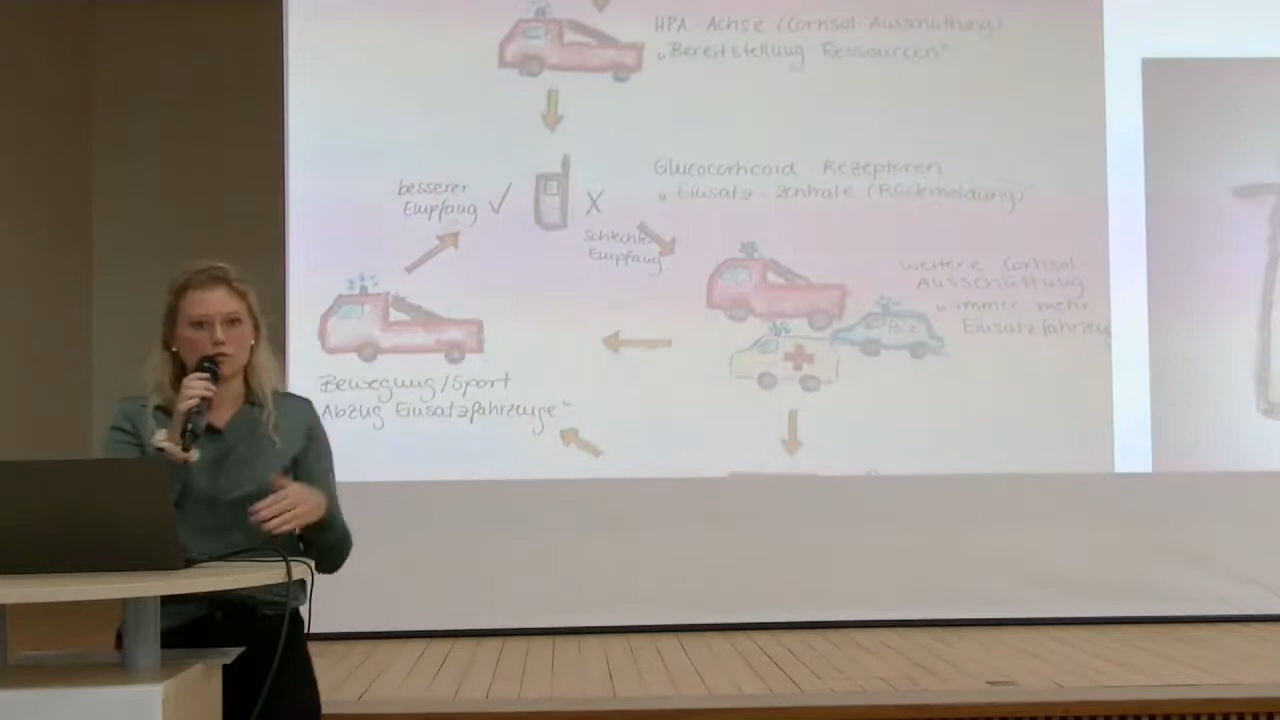 HPA Achse (Cortisol-Ausschüttung)
„Bereitstellung Ressourcen"
Glucocorticoid Rezeptoren
„Einsatz-Zentrale (Rückmeldung)"
besserer
Empfang
schlechter
Empfang
weitere Cortisol-
Ausschüttung
„immer mehr
Einsatzfahrzeu
Bewegung/Sport
Abzug Einsatzfahrzeuge"